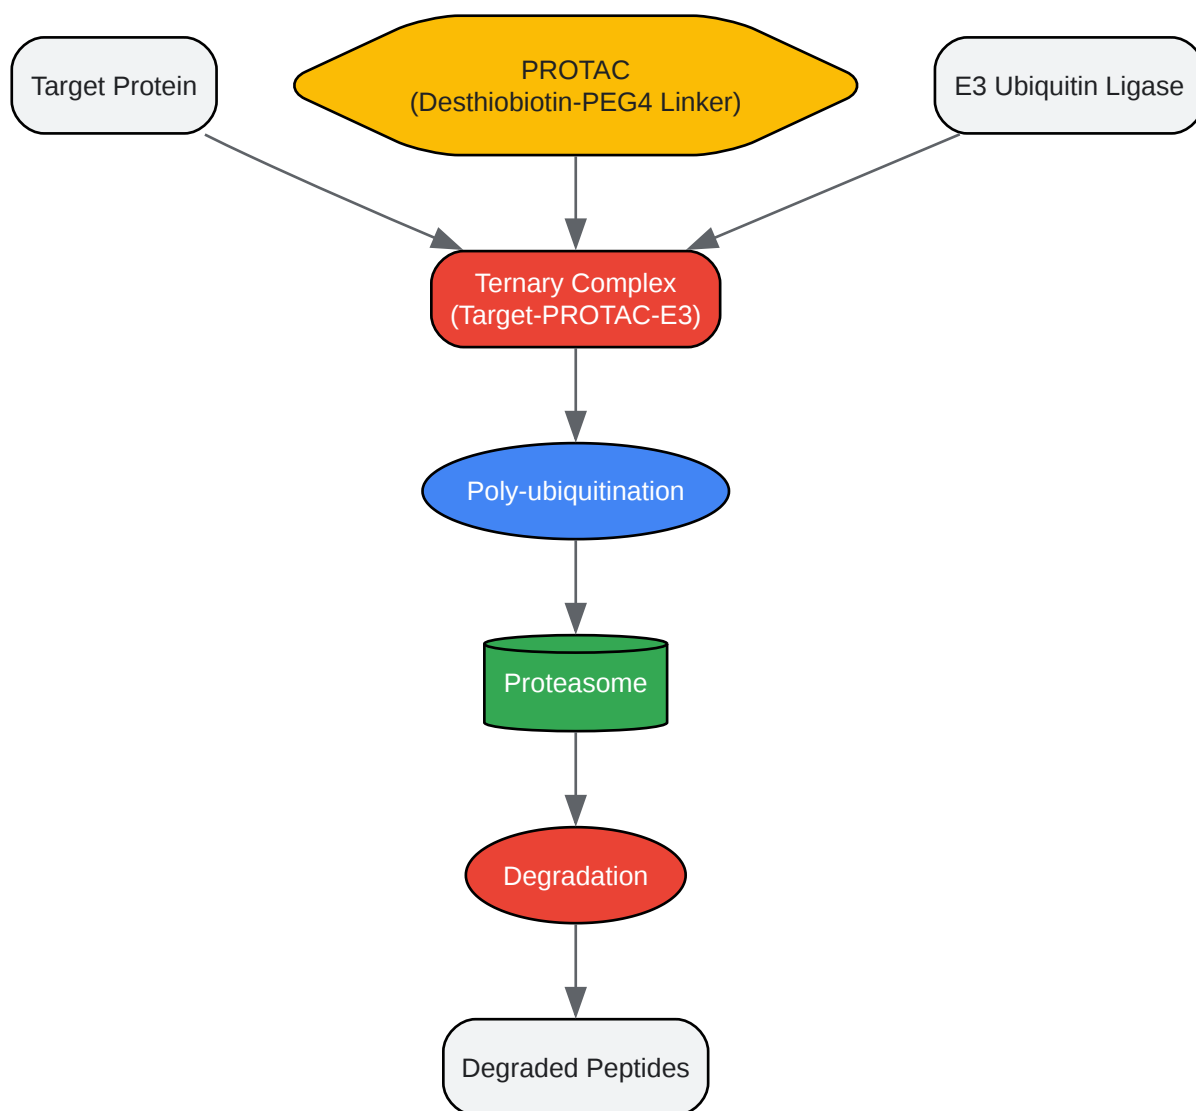 Target Protein
PROTAC
(Desthiobiotin-PEG4 Linker)
E3 Ubiquitin Ligase
Ternary Complex
(Target-PROTAC-E3)
Poly-ubiquitination
Proteasome
Degradation
Degraded Peptides